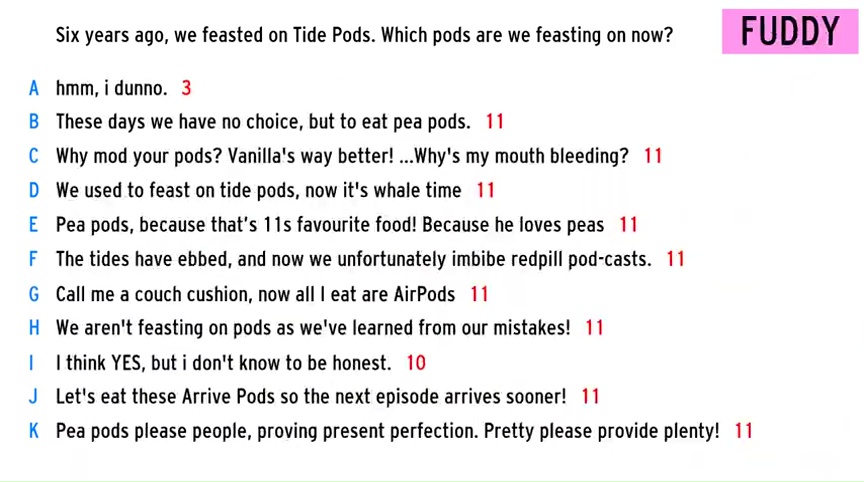 Six years ago, we feasted on Tide Pods. Which pods are we feasting on now?
FUDDY
A hmm, i dunno. 3
B These days we have no choice, but to eat pea pods. 11
C Why mod your pods? Vanilla's way better! ...Why's my mouth bleeding? 11
D We used to feast on tide pods, now it's whale time 11
E Pea pods, because that's 11s favourite food! Because he loves peas 11
F The tides have ebbed, and now we unfortunately imbibe redpill pod-casts. 11
G Call me a couch cushion, now all I eat are AirPods 11
H We aren't feasting on pods as we've learned from our mistakes! 11
I I think YES, but i don't know to be honest. 10
J Let's eat these Arrive Pods so the next episode arrives sooner! 11
K Pea pods please people, proving present perfection. Pretty please provide plenty! 11